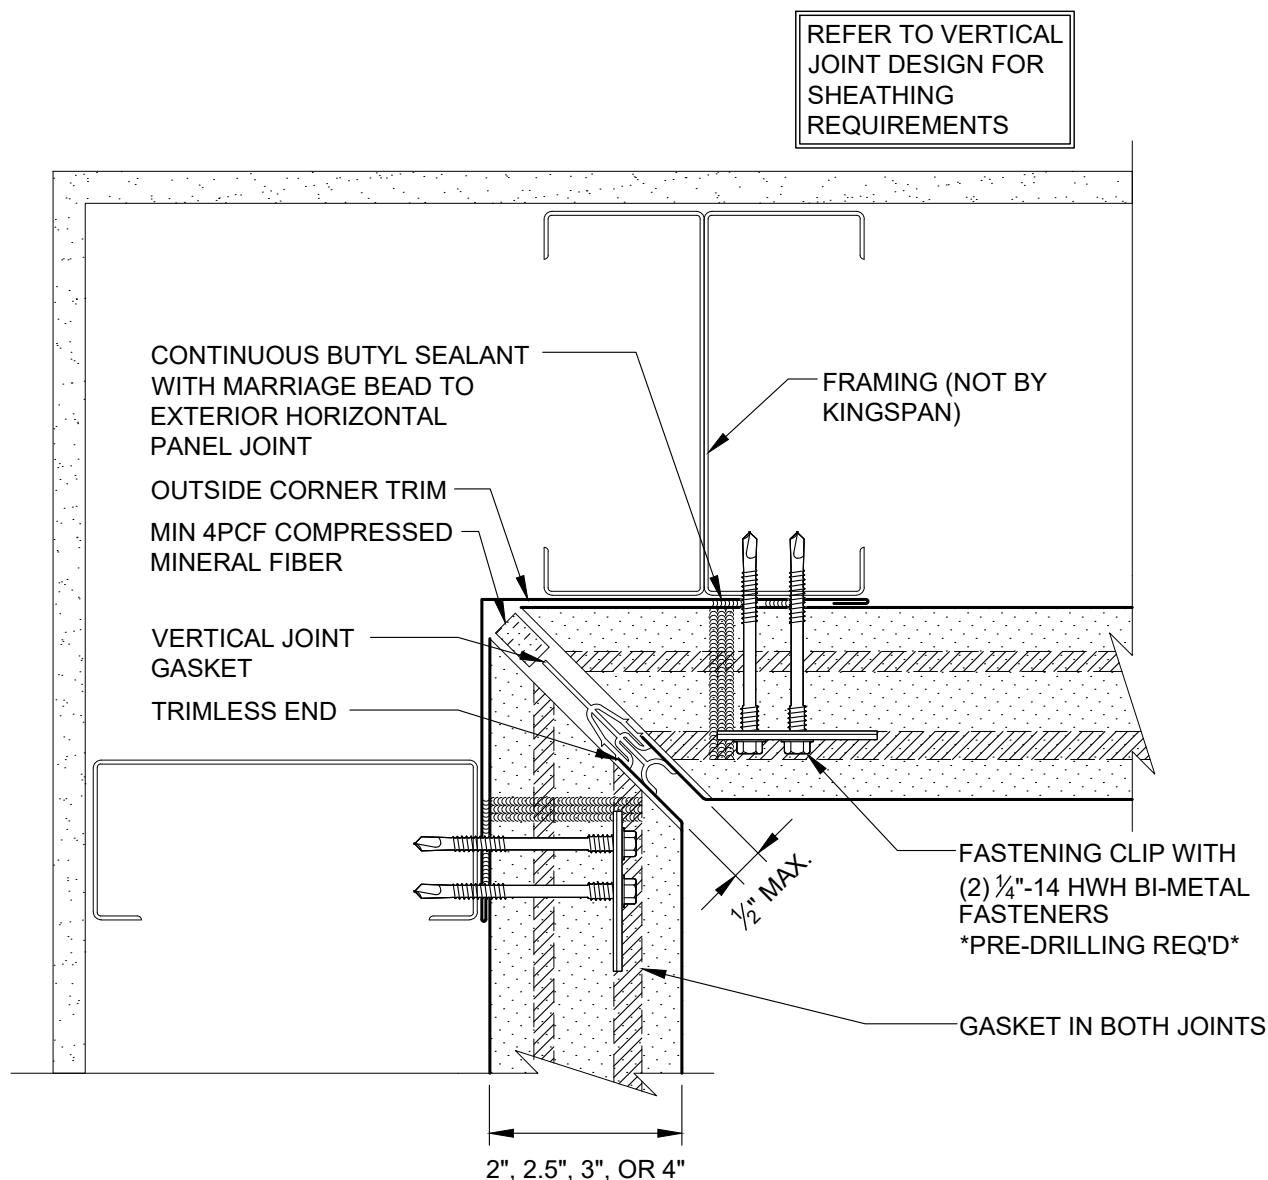 REFER TO VERTICAL
JOINT DESIGN FOR
SHEATHING
REQUIREMENTS
CONTINUOUS BUTYL SEALANT
WITH MARRIAGE BEAD TO
EXTERIOR HORIZONTAL
PANEL JOINT
FRAMING (NOT BY
KINGSPAN)
OUTSIDE CORNER TRIM
MIN 4PCF COMPRESSED
MINERAL FIBER
VERTICAL JOINT
GASKET
TRIMLESS END
½" MAX.
FASTENING CLIP WITH
(2) ¼"-14 HWH BI-METAL
FASTENERS
*PRE-DRILLING REQ'D*
GASKET IN BOTH JOINTS
2", 2.5", 3", OR 4"